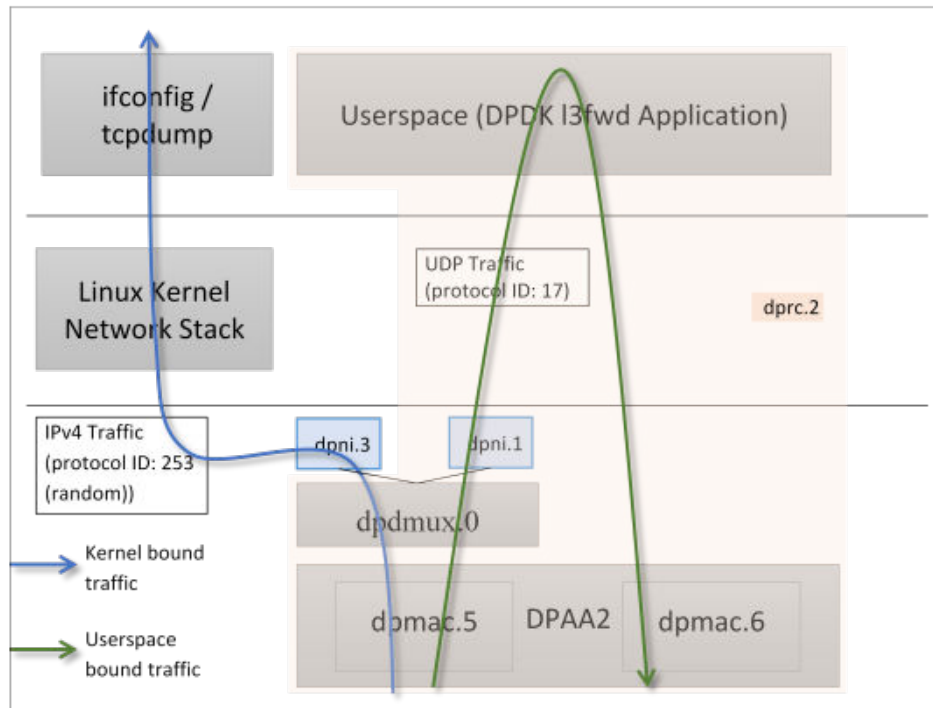 ifconfig /
tcpdump
Userspace (DPDK l3fwd Application)
UDP Traffic
(protocol ID: 17)
Linux Kernel
Network Stack
dprc.2
IPv4 Traffic
(protocol ID: 253
(random))
dpni.3
dpni.1
dpdmux.0
Kernel bound
traffic
dpmac.5
DPAA2
dpmac.6
Userspace
bound traffic